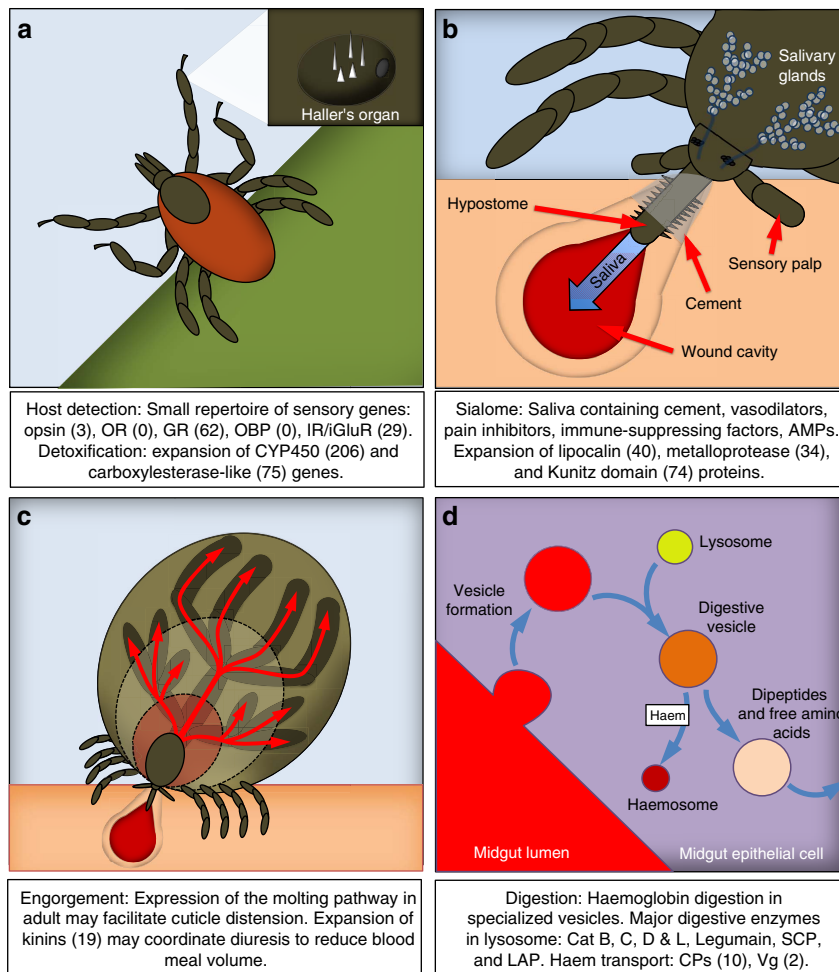 a
Haller's organ
Host detection: Small repertoire of sensory genes:
opsin (3), OR (0), GR (62), OBP (0), IR/iGluR (29).
Detoxification: expansion of CYP450 (206) and
carboxylesterase-like (75) genes.
b
Salivary
glands
Hypostome
Saliva
Sensory palp
Cement
Wound cavity
Sialome: Saliva containing cement, vasodilators,
pain inhibitors, immune-suppressing factors, AMPs.
Expansion of lipocalin (40), metalloprotease (34),
and Kunitz domain (74) proteins.
c
Engorgement: Expression of the molting pathway in
adult may facilitate cuticle distension. Expansion of
kinins (19) may coordinate diuresis to reduce blood
meal volume.
d
Lysosome
Vesicle
formation
Digestive
vesicle
Haem
Dipeptides
and free amino
acids
Haemosome
Midgut lumen
Midgut epithelial cell
Digestion: Haemoglobin digestion in
specialized vesicles. Major digestive enzymes
in lysosome: Cat B, C, D & L, Legumain, SCP,
and LAP. Haem transport: CPs (10), Vg (2).